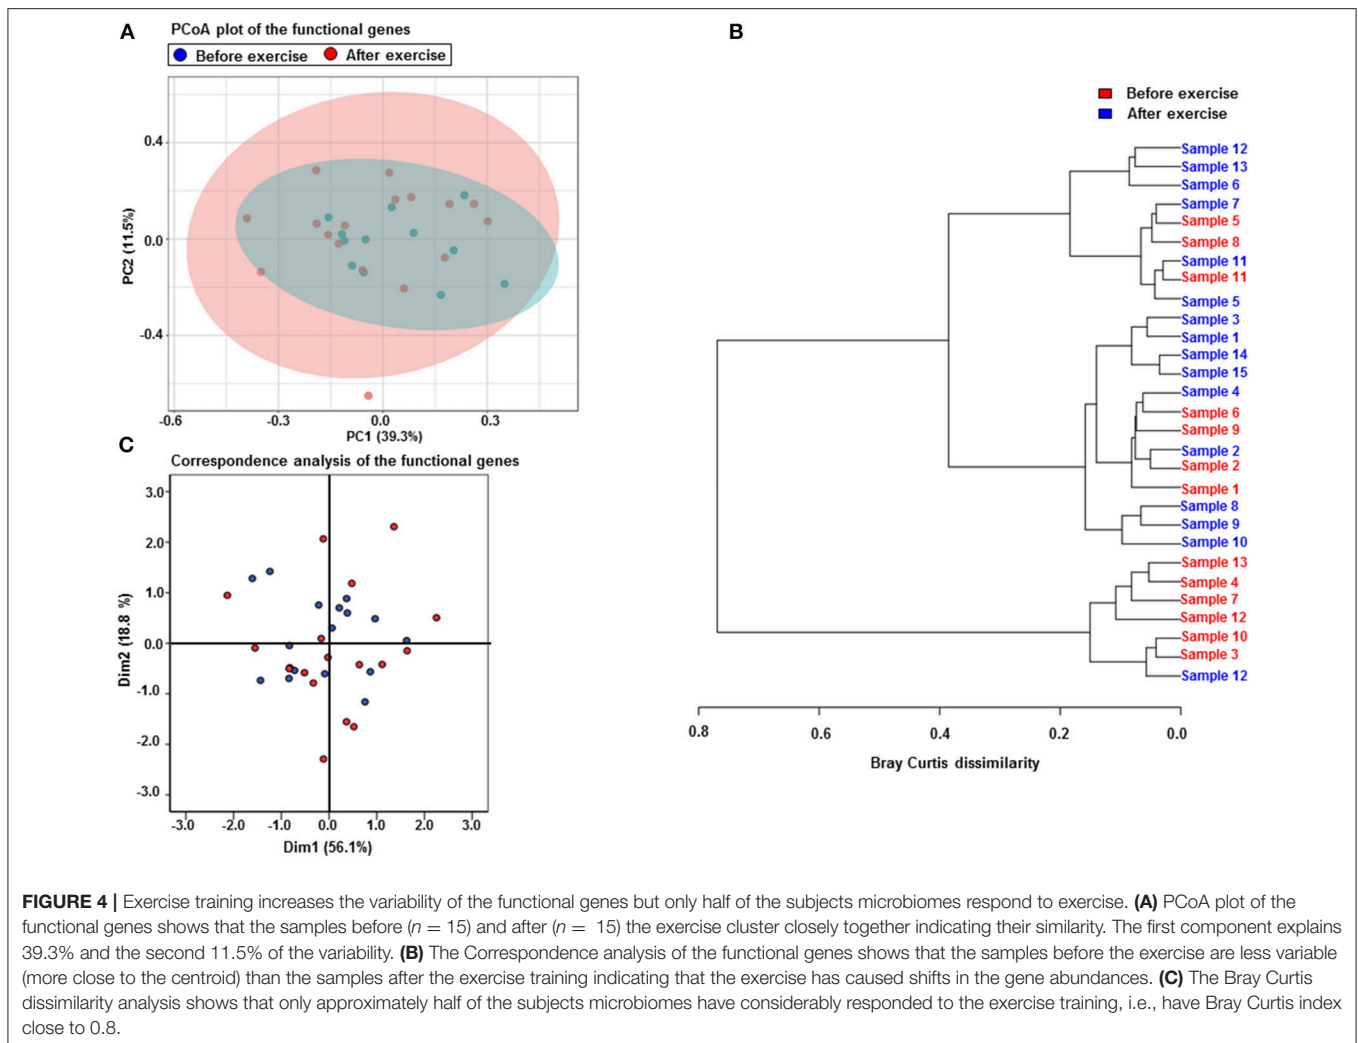 A
PCoA plot of the functional genes
Before exercise After exercise
0.4
0.0
-0.4
PC2 (11.5%)
-0.6 -0.3 0.0 0.3
PC1 (39.3%)
B
Before exercise
After exercise
Sample 12
Sample 13
Sample 6
Sample 7
Sample 5
Sample 8
Sample 11
Sample 11
Sample 5
Sample 3
Sample 1
Sample 14
Sample 15
Sample 4
Sample 6
Sample 9
Sample 2
Sample 2
Sample 1
Sample 8
Sample 9
Sample 10
Sample 13
Sample 4
Sample 7
Sample 12
Sample 10
Sample 3
Sample 12
0.8 0.6 0.4 0.2 0.0
Bray Curtis dissimilarity
C
Correspondence analysis of the functional genes
3.0
2.0
1.0
0.0
-1.0
-2.0
-3.0
Dim2 (18.8 %)
-3.0 -2.0 -1.0 0.0 1.0 2.0 3.0
Dim1 (56.1%)
FIGURE 4 | Exercise training increases the variability of the functional genes but only half of the subjects microbiomes respond to exercise. (A) PCoA plot of the
functional genes shows that the samples before (n = 15) and after (n = 15) the exercise cluster closely together indicating their similarity. The first component explains
39.3% and the second 11.5% of the variability. (B) The Correspondence analysis of the functional genes shows that the samples before the exercise are less variable
(more close to the centroid) than the samples after the exercise training indicating that the exercise has caused shifts in the gene abundances. (C) The Bray Curtis
dissimilarity analysis shows that only approximately half of the subjects microbiomes have considerably responded to the exercise training, i.e., have Bray Curtis index
close to 0.8.